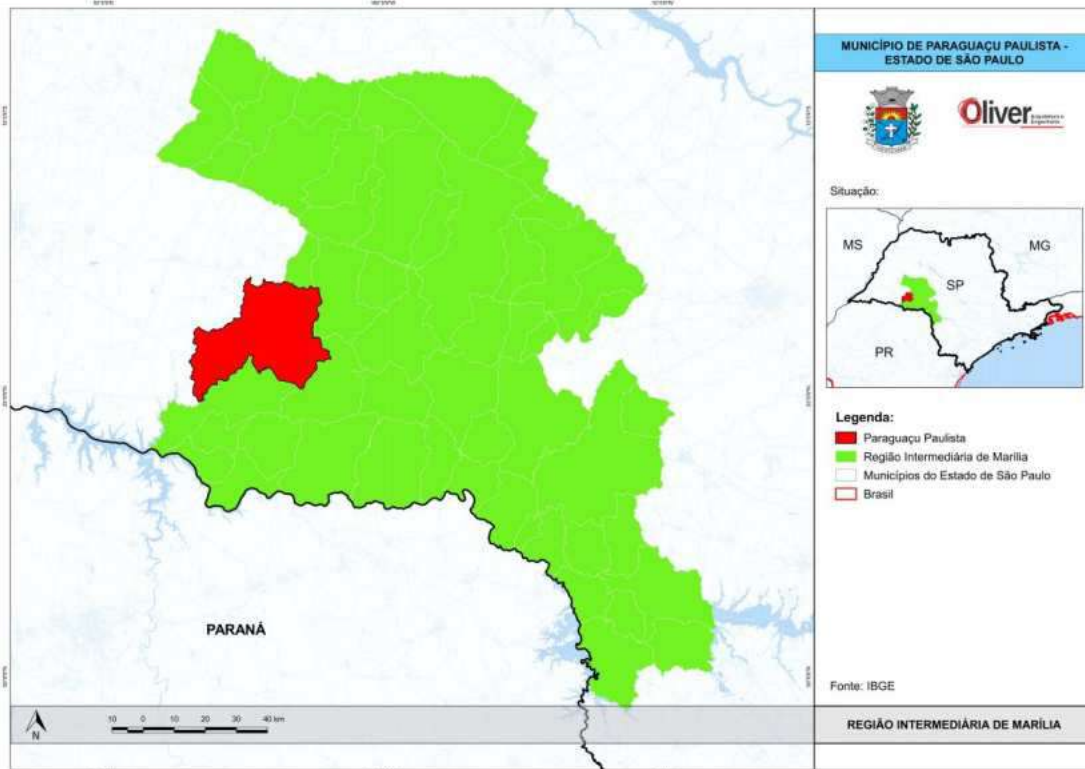 MUNICÍPIO DE PARAGUAÇU PAULISTA -
ESTADO DE SÃO PAULO
Oliver
Arquitetura e
Engenharia
Situação:
MS
MG
SP
PR
Legenda:
Paraguaçu Paulista
Região Intermediária de Marília
Municípios do Estado de São Paulo
Brasil
PARANÁ
Fonte: IBGE
N
10 0 10 20 30 40 km
REGIÃO INTERMEDIÁRIA DE MARÍLIA